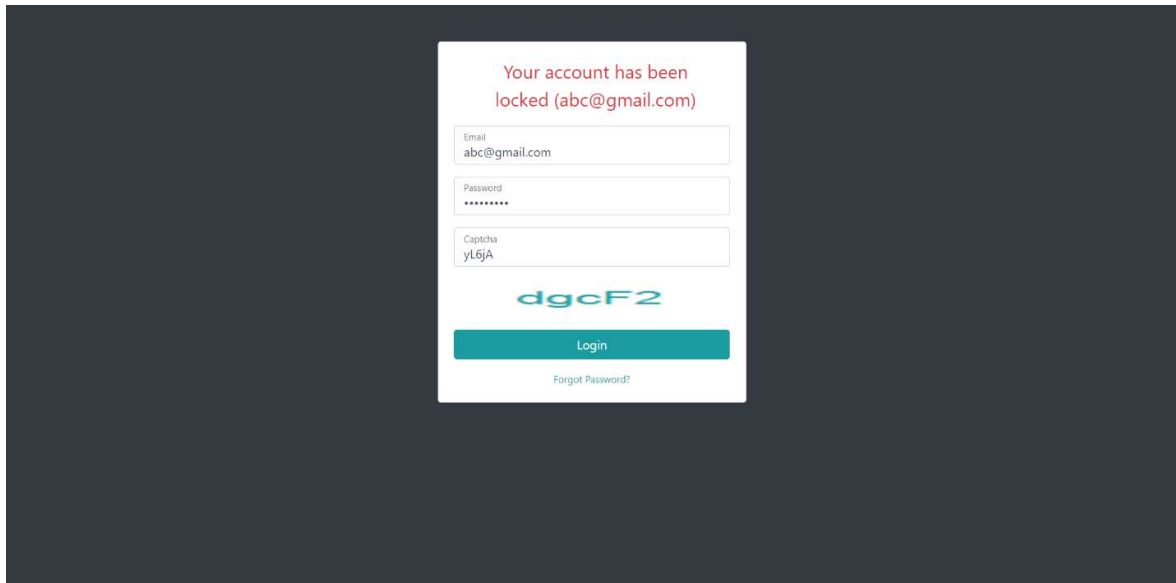 Your account has been
locked (abc@gmail.com)
Email
abc@gmail.com
Password
•••••••••
Captcha
yL6jA
dgcF2
Login
Forgot Password?